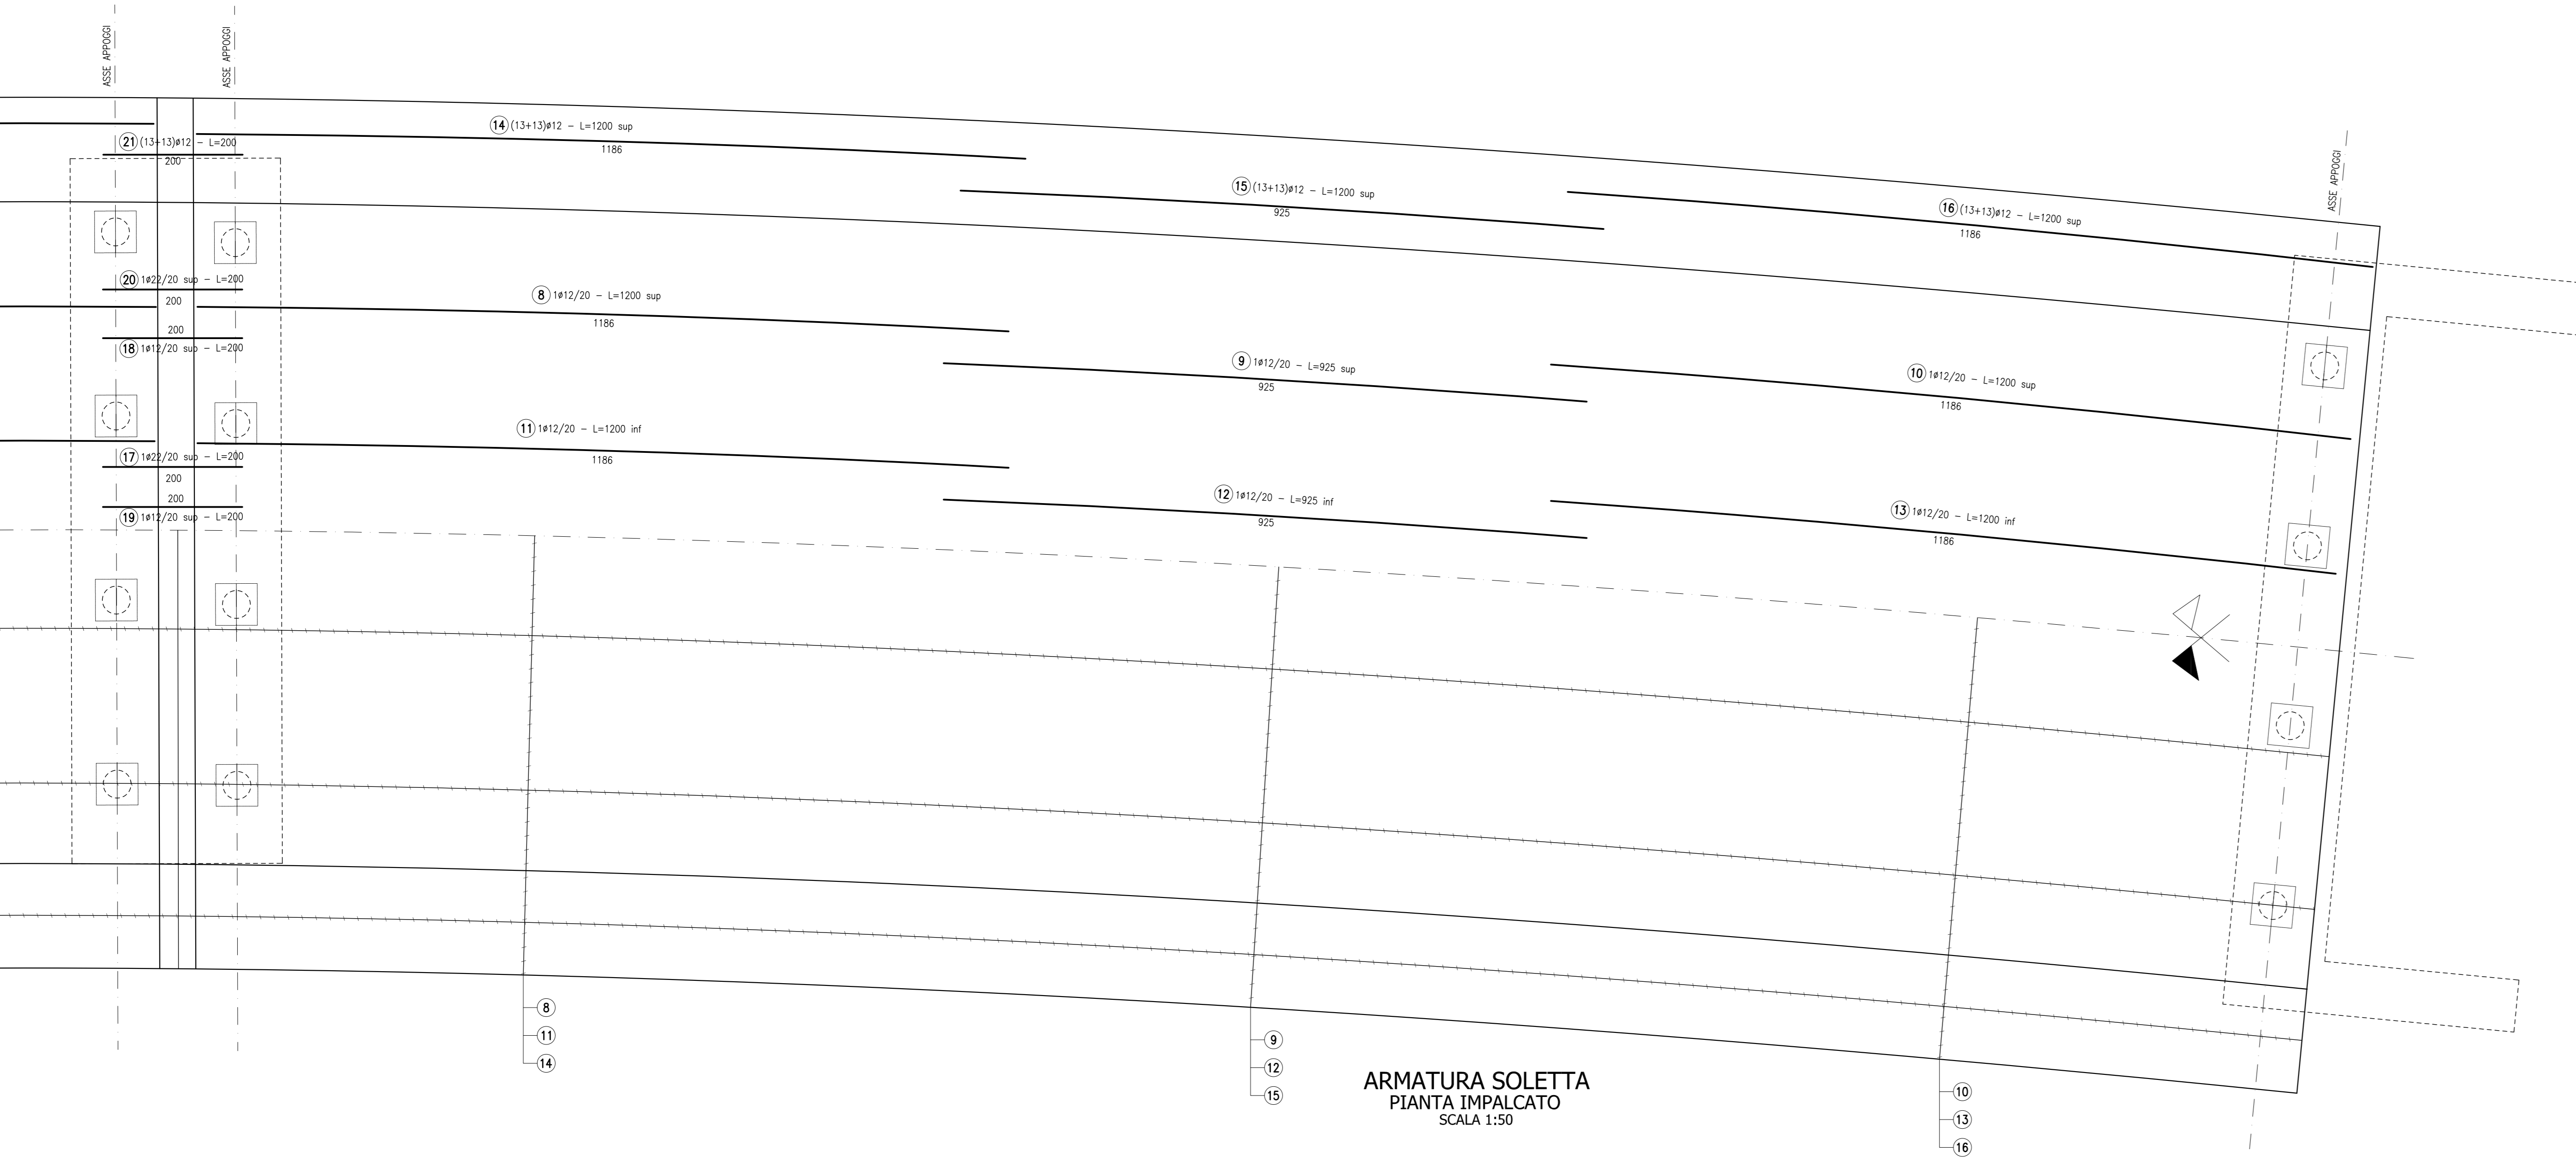 ASSE APPOGGI
ASSE APPOGGI
ASSE APPOGGI
14 (13+13)ø12 - L=1200 sup
1186
21 (13+13)ø12 - L=200
200
15 (13+13)ø12 - L=1200 sup
925
16 (13+13)ø12 - L=1200 sup
1186
20 1ø22/20 sup - L=200
200
8 1ø12/20 - L=1200 sup
1186
200
18 1ø12/20 sup - L=200
9 1ø12/20 - L=925 sup
925
10 1ø12/20 - L=1200 sup
1186
11 1ø12/20 - L=1200 inf
1186
17 1ø22/20 sup - L=200
200
200
19 1ø12/20 sup - L=200
12 1ø12/20 - L=925 inf
925
13 1ø12/20 - L=1200 inf
1186
8
11
14
9
12
15
10
13
16
ARMATURA SOLETTA
PIANTA IMPALCATO
SCALA 1:50